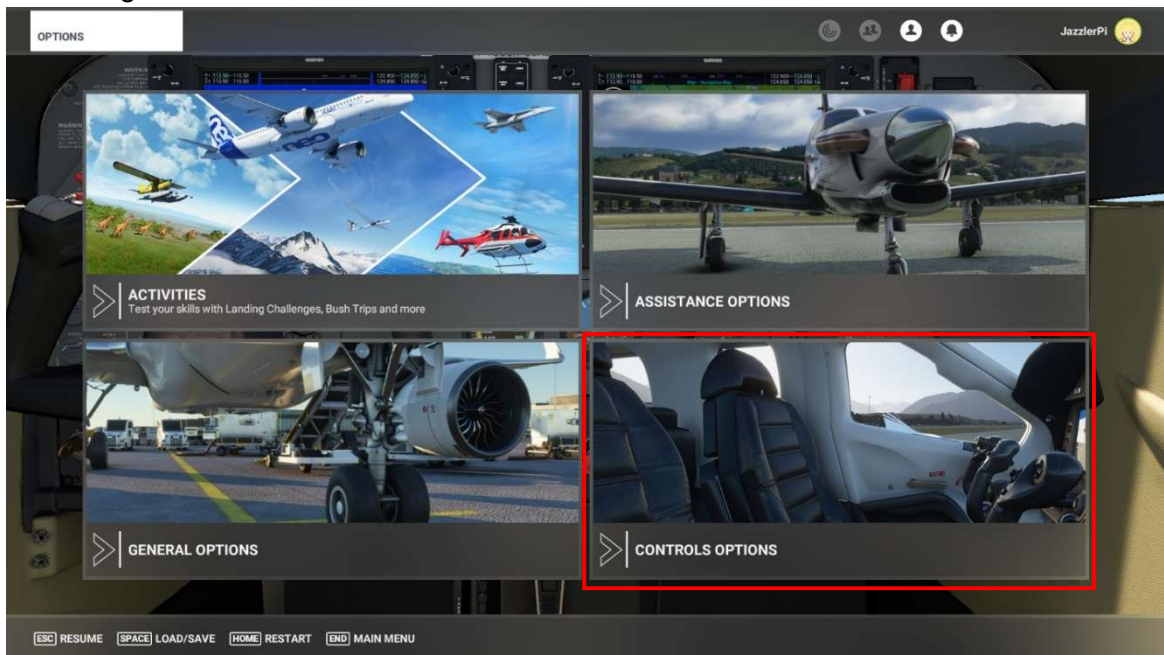 OPTIONS
JazzlerPi
ACTIVITIES
Test your skills with Landing Challenges, Bush Trips and more
ASSISTANCE OPTIONS
GENERAL OPTIONS
CONTROLS OPTIONS
ESC RESUME SPACE LOAD/SAVE HOME RESTART END MAIN MENU